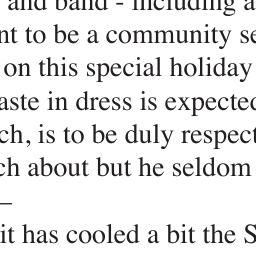 and band - including a
nt to be a community se
on this special holiday
aste in dress is expected
ch, is to be duly respect
ch about but he seldom
–
it has cooled a bit the S